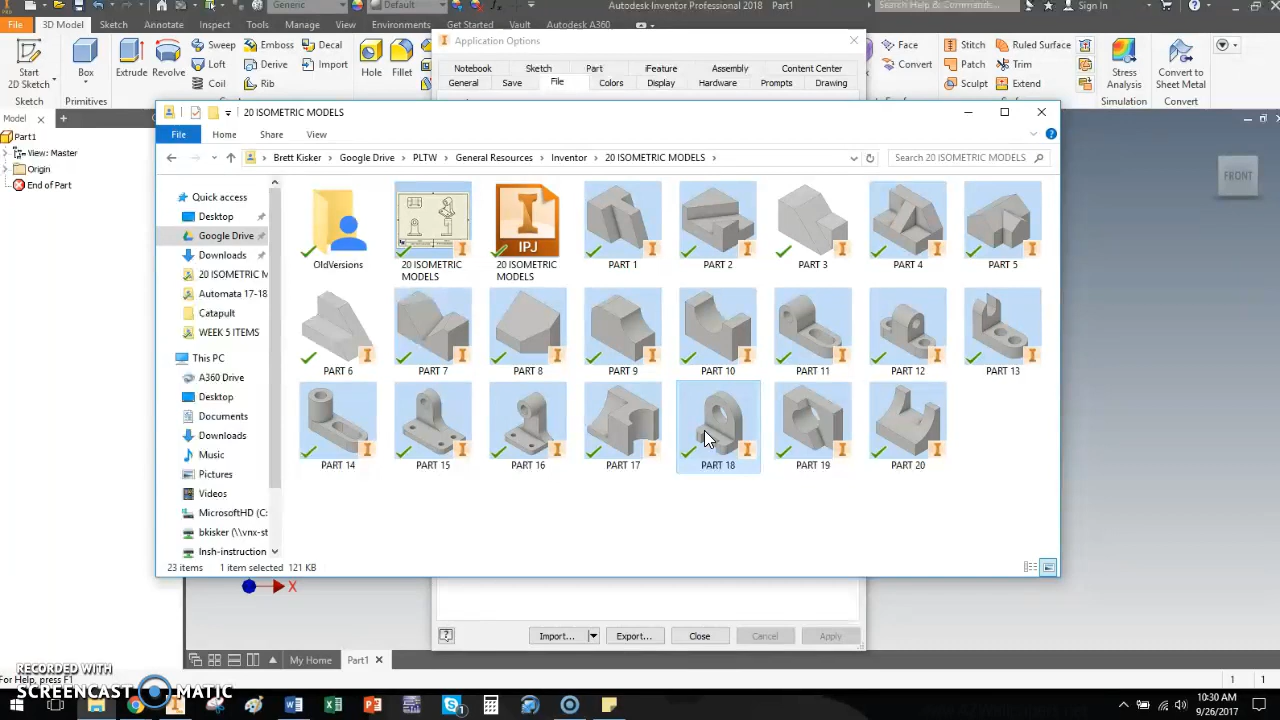 Generic
Default
Autodesk Inventor Professional 2018 Part1
Search Help & Commands...
Sign In
File
3D Model
Sketch
Inspect
Tools
Manage
View
Environments
Get Started
Vault
Autodesk A360
Start
2D Sketch
Box
Extrude
Revolve
Sweep
Loft
Coil
Emboss
Derive
Rib
Decal
Import
Hole
Fillet
Face
Convert
Stitch
Patch
Sculpt
Ruled Surface
Trim
Extend
Stress
Analysis
Convert to
Sheet Metal
Sketch
Primitives
Simulation
Convert
Application Options
Notebook
Sketch
Part
iFeature
Assembly
Content Center
General
Save
File
Colors
Display
Hardware
Prompts
Drawing
Model
Part1
View: Master
Origin
End of Part
20 ISOMETRIC MODELS
File
Home
Share
View
Brett Kisker > Google Drive > PLTW > General Resources > Inventor > 20 ISOMETRIC MODELS >
Search 20 ISOMETRIC MODELS
Quick access
Desktop
Google Drive
Downloads
20 ISOMETRIC M
Automata 17-18
Catapult
WEEK 5 ITEMS
This PC
A360 Drive
Desktop
Documents
Downloads
Music
Pictures
Videos
MicrosoftHD (C:
bkisker (\\vnx-st
lnsh-instruction
OldVersions
20 ISOMETRIC MODELS
IPJ
20 ISOMETRIC MODELS
PART 1
PART 2
PART 3
PART 4
PART 5
PART 6
PART 7
PART 8
PART 9
PART 10
PART 11
PART 12
PART 13
PART 14
PART 15
PART 16
PART 17
PART 18
PART 19
PART 20
23 items
1 item selected 121 KB
FRONT
X
Import...
Export...
Close
Cancel
Apply
My Home
Part1
For Help, press F1
1
1
RECORDED WITH
SCREENCAST MATIC
10:30 AM
9/26/2017